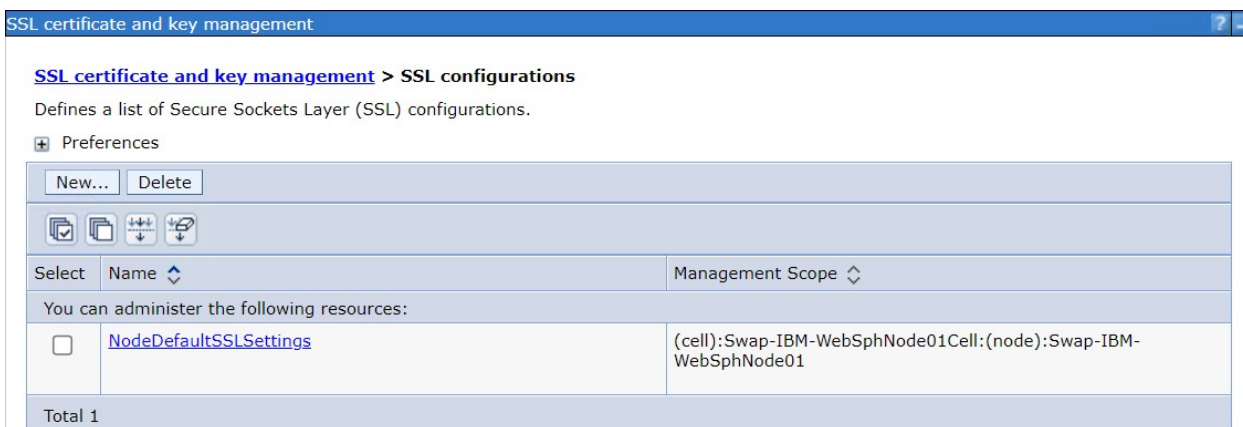 SSL certificate and key management ?
SSL certificate and key management > SSL configurations
Defines a list of Secure Sockets Layer (SSL) configurations.
Preferences
New... Delete
Select Name Management Scope
You can administer the following resources:
NodeDefaultSSLSettings (cell):Swap-IBM-WebSphNode01Cell:(node):Swap-IBM-
WebSphNode01
Total 1